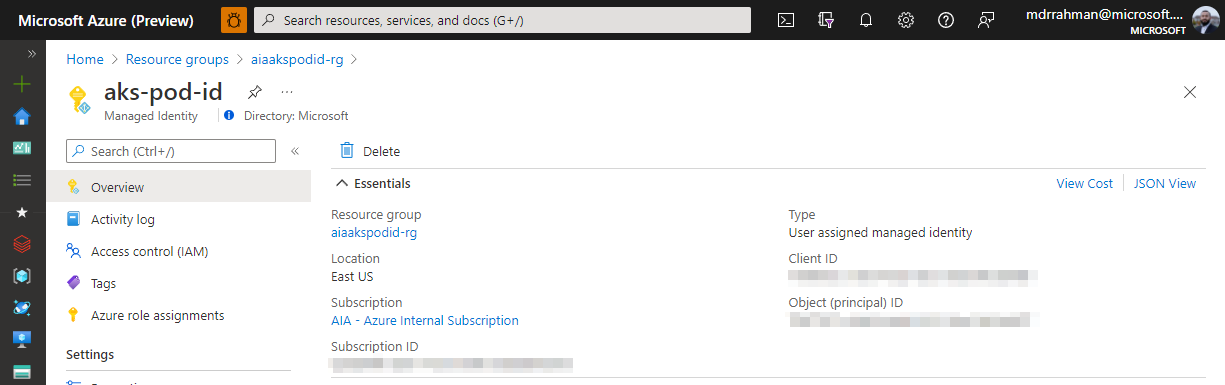 Microsoft Azure (Preview)
Search resources, services, and docs (G+/)
mdrrahman@microsoft....
MICROSOFT
Home > Resource groups > aiaakspodid-rg >
aks-pod-id
...
Managed Identity
Directory: Microsoft
Search (Ctrl+/)
Delete
Overview
Activity log
Access control (IAM)
Tags
Azure role assignments
Settings
Essentials
View Cost
JSON View
Resource group
aiaakspodid-rg
Location
East US
Subscription
AIA - Azure Internal Subscription
Subscription ID
Type
User assigned managed identity
Client ID
Object (principal) ID